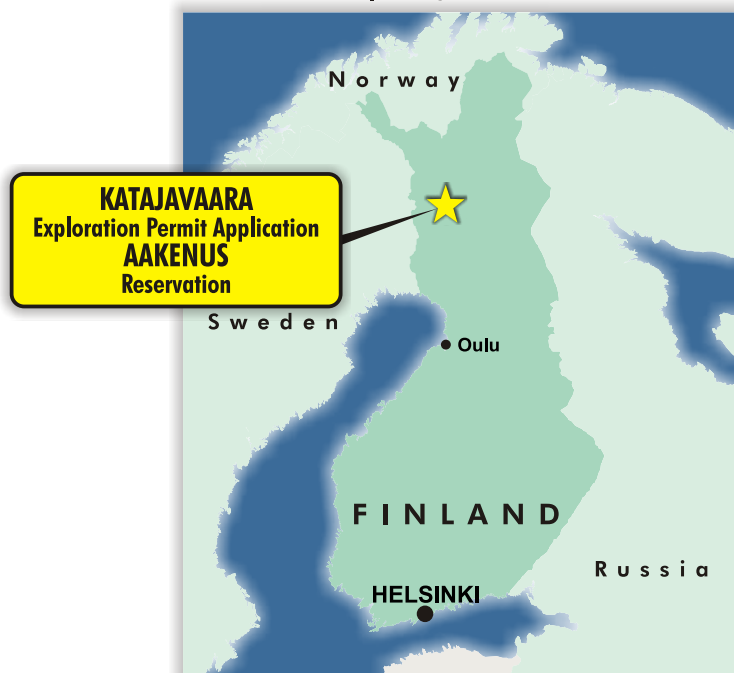 Norway
KATAJAVAARA
Exploration Permit Application
AAKENUS
Reservation
Sweden
Oulu
FINLAND
Russia
HELSINKI